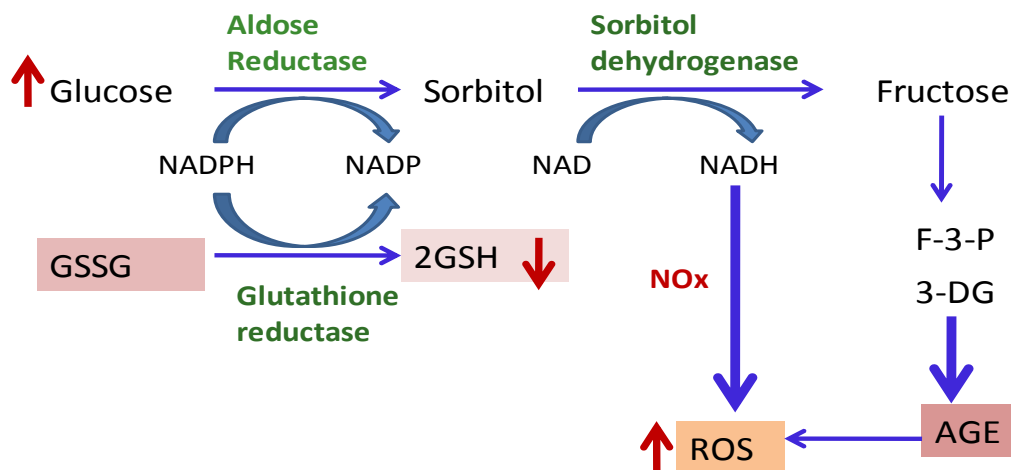 Aldose
Reductase
Sorbitol
dehydrogenase
Glucose
Sorbitol
Fructose
NADPH
NADP
NAD
NADH
GSSG
2GSH
Glutathione
reductase
NOx
F-3-P
3-DG
ROS
AGE